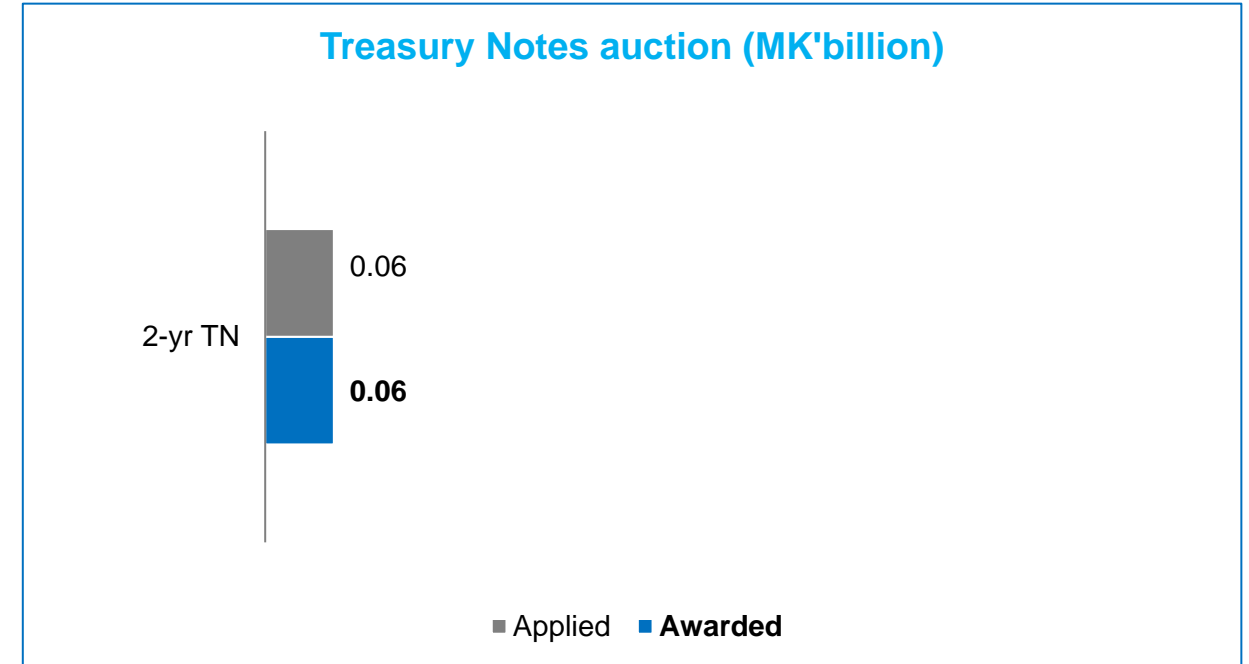 Treasury Notes auction (MK'billion)
0.06
2-yr TN
0.06
Applied Awarded